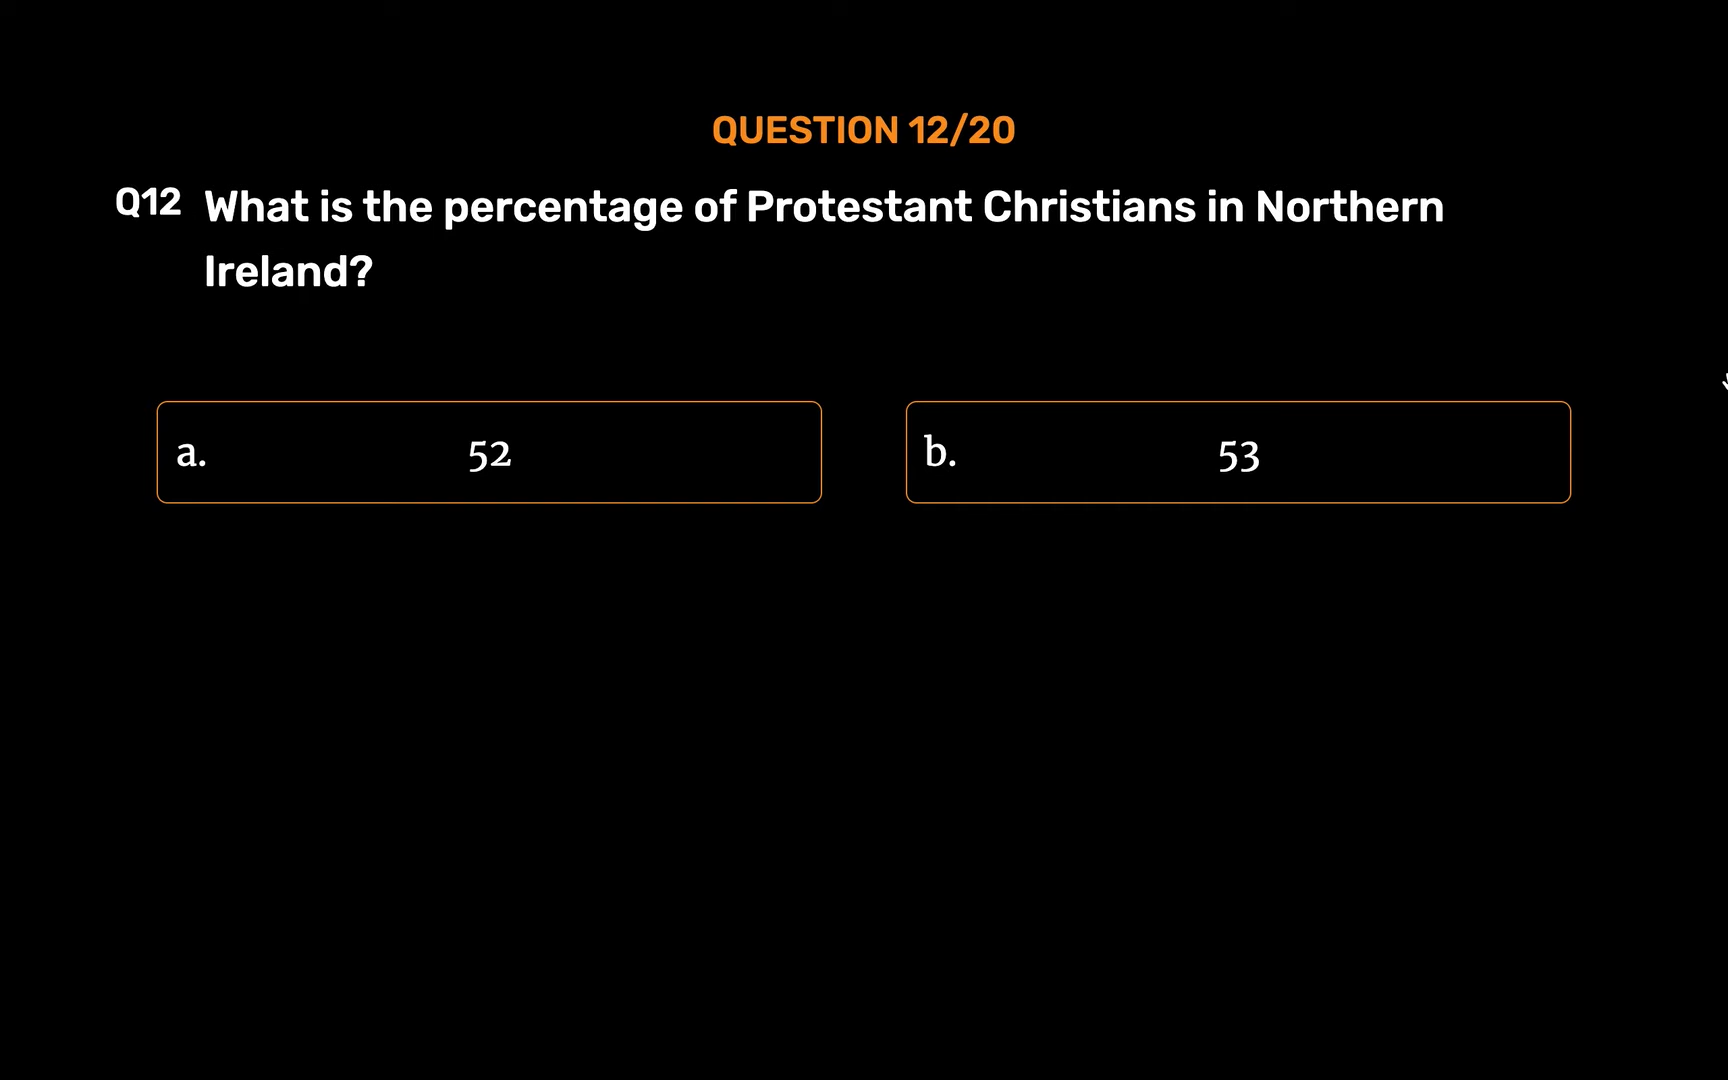 QUESTION 12/20
Q12 What is the percentage of Protestant Christians in Northern
Ireland?
a. 52
b. 53